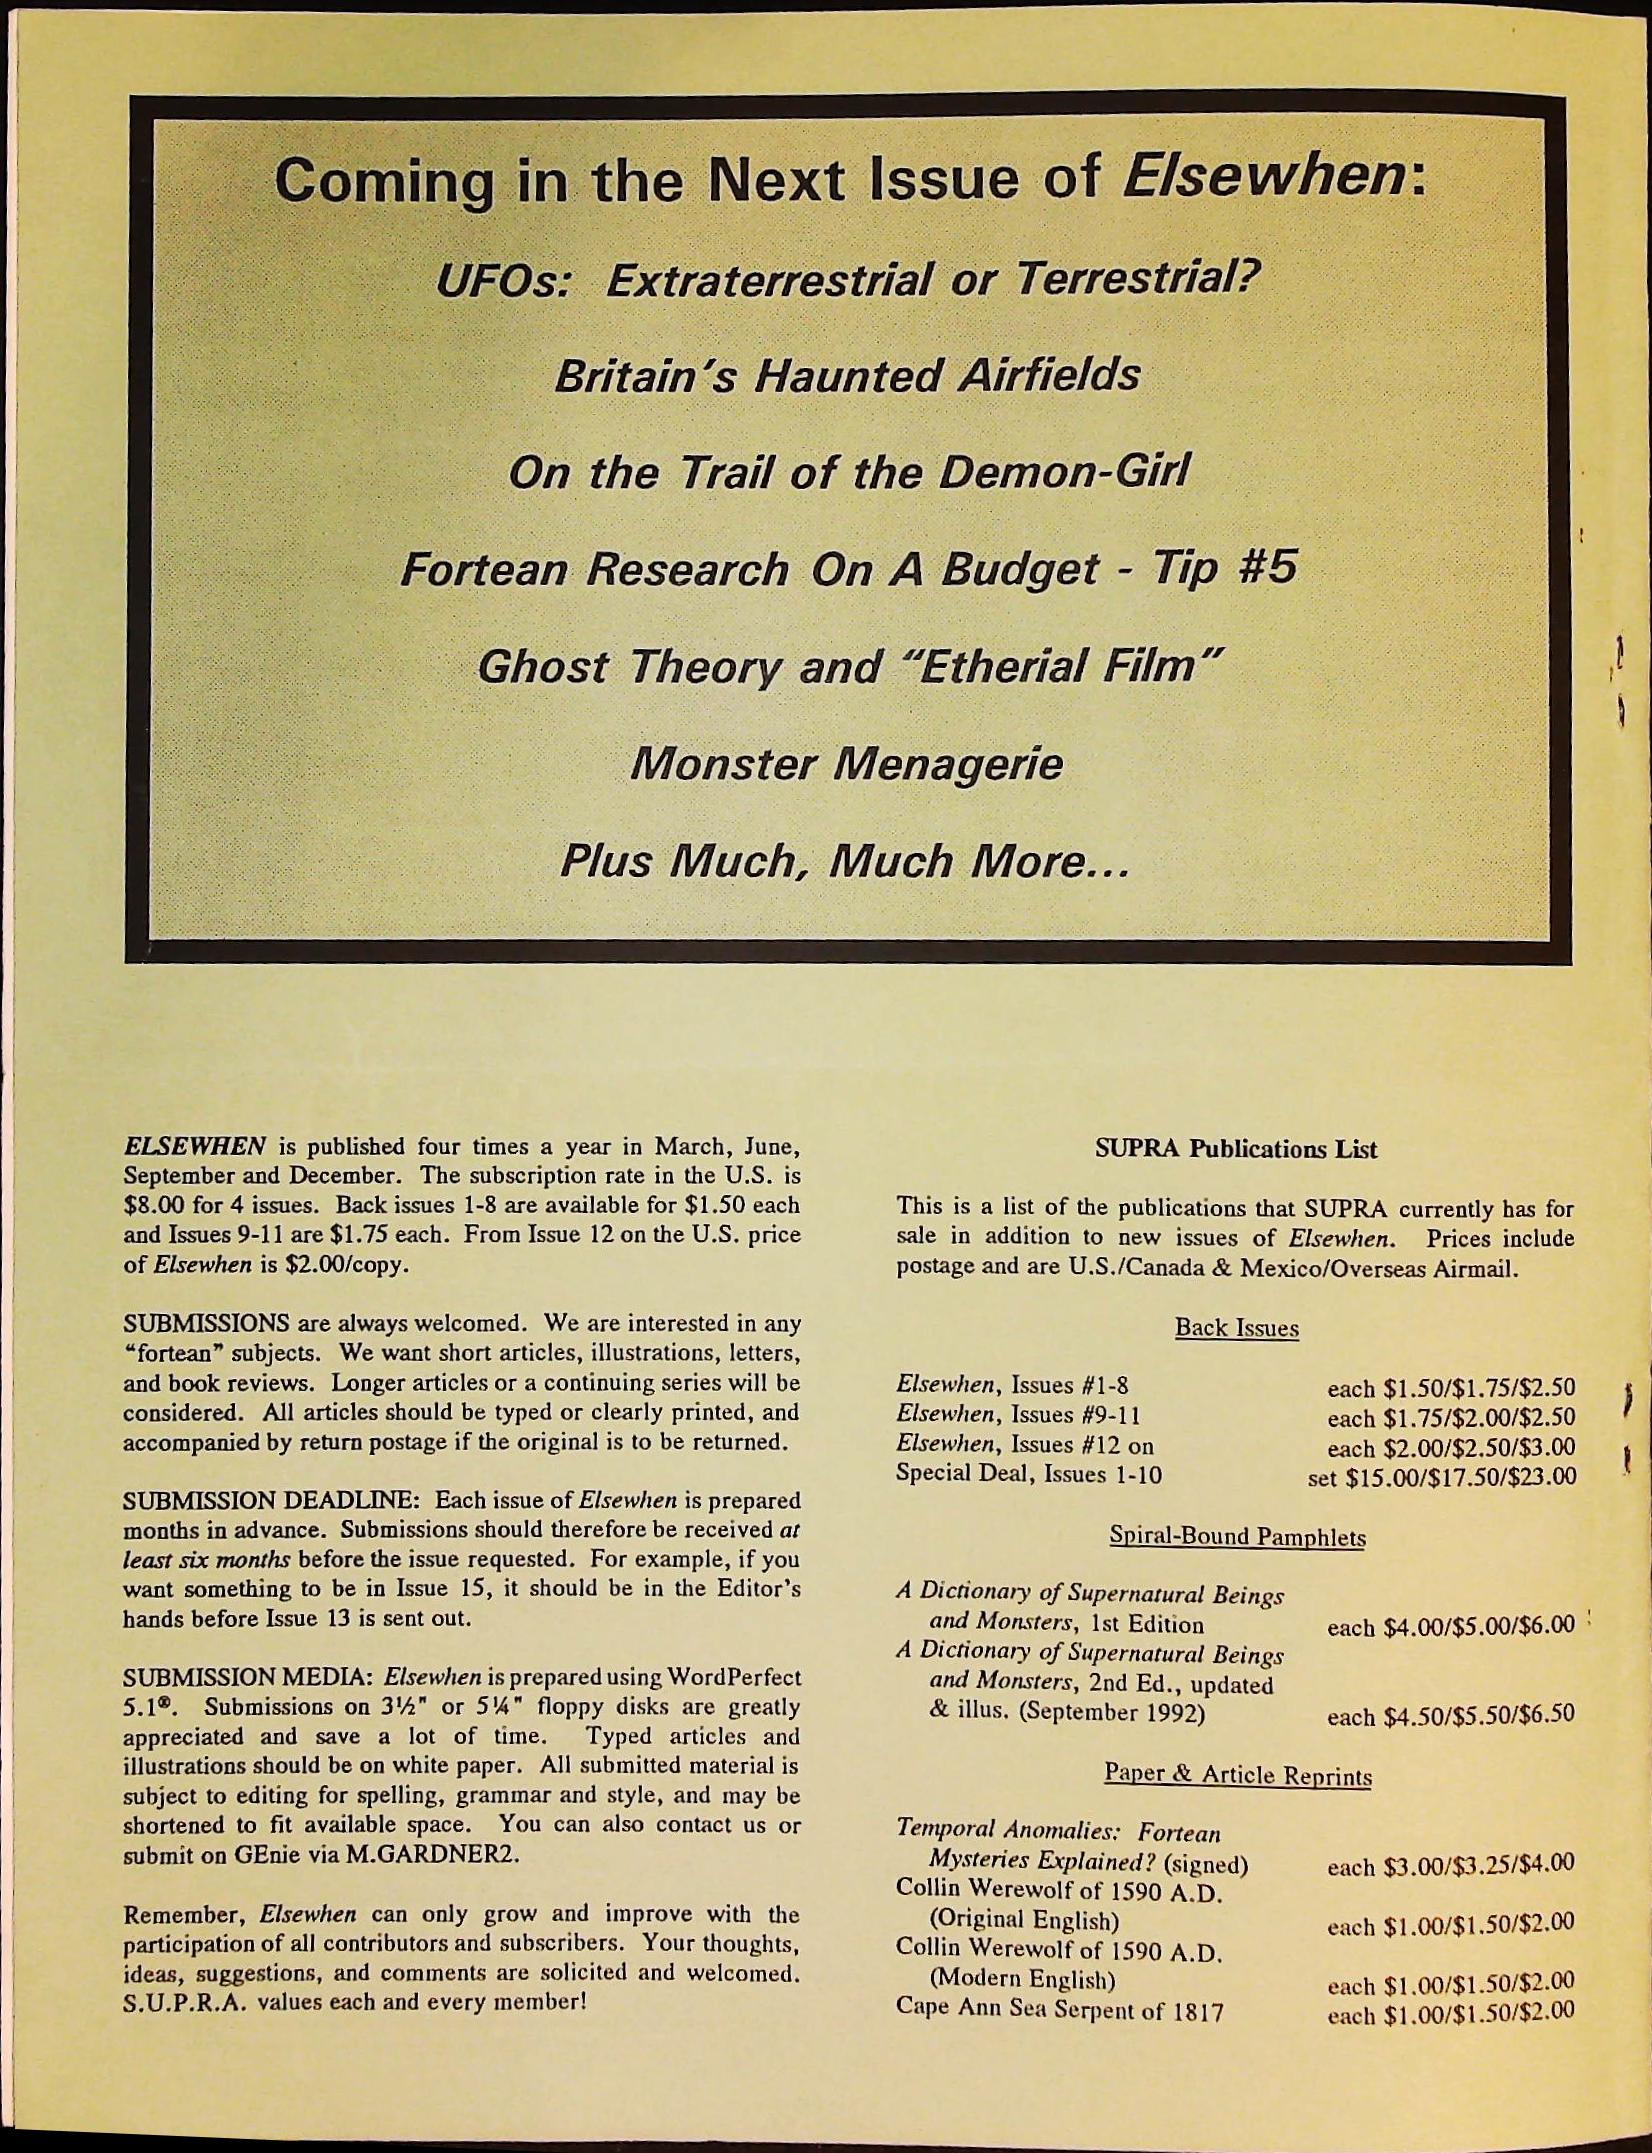 Coming in the Next Issue of Elsewhen:
UFOs: Extraterrestrial or Terrestrial?
Britain's Haunted Airfields
On the Trail of the Demon-Girl
Fortean Research On A Budget - Tip #5
Ghost Theory and "Etherial Film"
Monster Menagerie
Plus Much, Much More...
ELSEWHEN is published four times a year in March, June,
September and December. The subscription rate in the U.S. is
$8.00 for 4 issues. Back issues 1-8 are available for $1.50 each
and Issues 9-11 are $1.75 each. From Issue 12 on the U.S. price
of Elsewhen is $2.00/copy.
SUBMISSIONS are always welcomed. We are interested in any
“fortean” subjects. We want short articles, illustrations, letters,
and book reviews. Longer articles or a continuing series will be
considered. All articles should be typed or clearly printed, and
accompanied by return postage if the original is to be returned.
SUBMISSION DEADLINE: Each issue of Elsewhen is prepared
months in advance. Submissions should therefore be received at
least six months before the issue requested. For example, if you
want something to be in Issue 15, it should be in the Editor's
hands before Issue 13 is sent out.
SUBMISSION MEDIA: Elsewhen is prepared using WordPerfect
5.1®. Submissions on 3½" or 5¼" floppy disks are greatly
appreciated and save a lot of time. Typed articles and
illustrations should be on white paper. All submitted material is
subject to editing for spelling, grammar and style, and may be
shortened to fit available space. You can also contact us or
submit on GEnie via M.GARDNER2.
Remember, Elsewhen can only grow and improve with the
participation of all contributors and subscribers. Your thoughts,
ideas, suggestions, and comments are solicited and welcomed.
S.U.P.R.A. values each and every member!
SUPRA Publications List
This is a list of the publications that SUPRA currently has for
sale in addition to new issues of Elsewhen. Prices include
postage and are U.S./Canada & Mexico/Overseas Airmail.
Back Issues
Elsewhen, Issues #1-8 each $1.50/$1.75/$2.50
Elsewhen, Issues #9-11 each $1.75/$2.00/$2.50
Elsewhen, Issues #12 on each $2.00/$2.50/$3.00
Special Deal, Issues 1-10 set $15.00/$17.50/$23.00
Spiral-Bound Pamphlets
A Dictionary of Supernatural Beings
and Monsters, 1st Edition each $4.00/$5.00/$6.00
A Dictionary of Supernatural Beings
and Monsters, 2nd Ed., updated
& illus. (September 1992) each $4.50/$5.50/$6.50
Paper & Article Reprints
Temporal Anomalies: Fortean
Mysteries Explained? (signed) each $3.00/$3.25/$4.00
Collin Werewolf of 1590 A.D.
(Original English) each $1.00/$1.50/$2.00
Collin Werewolf of 1590 A.D.
(Modern English) each $1.00/$1.50/$2.00
Cape Ann Sea Serpent of 1817 each $1.00/$1.50/$2.00